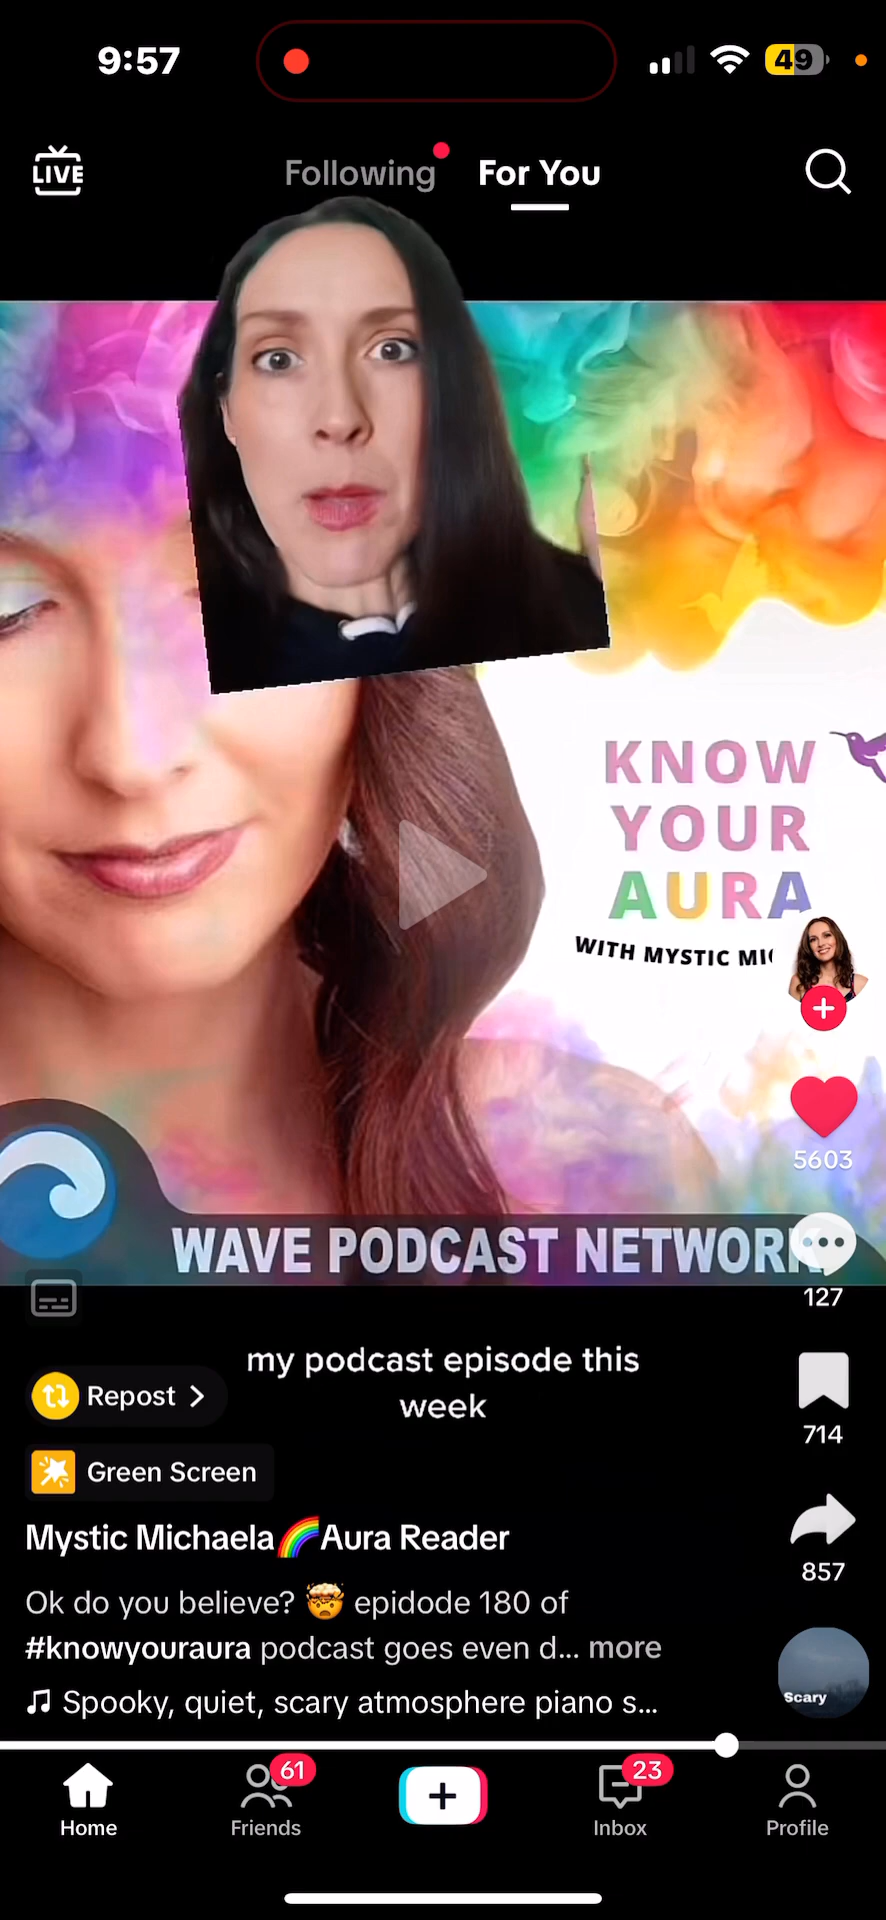 9:57
49
LIVE
Following
For You
KNOW
YOUR
AURA
WITH MYSTIC
5603
WAVE PODCAST NETWORK
127
my podcast episode this
week
Repost
714
Green Screen
Mystic Michaela🌈Aura Reader
857
Ok do you believe? 🤯 epidode 180 of
#knowyouraura podcast goes even d... more
Spooky, quiet, scary atmosphere piano s...
Scary
61
23
Home
Friends
Inbox
Profile